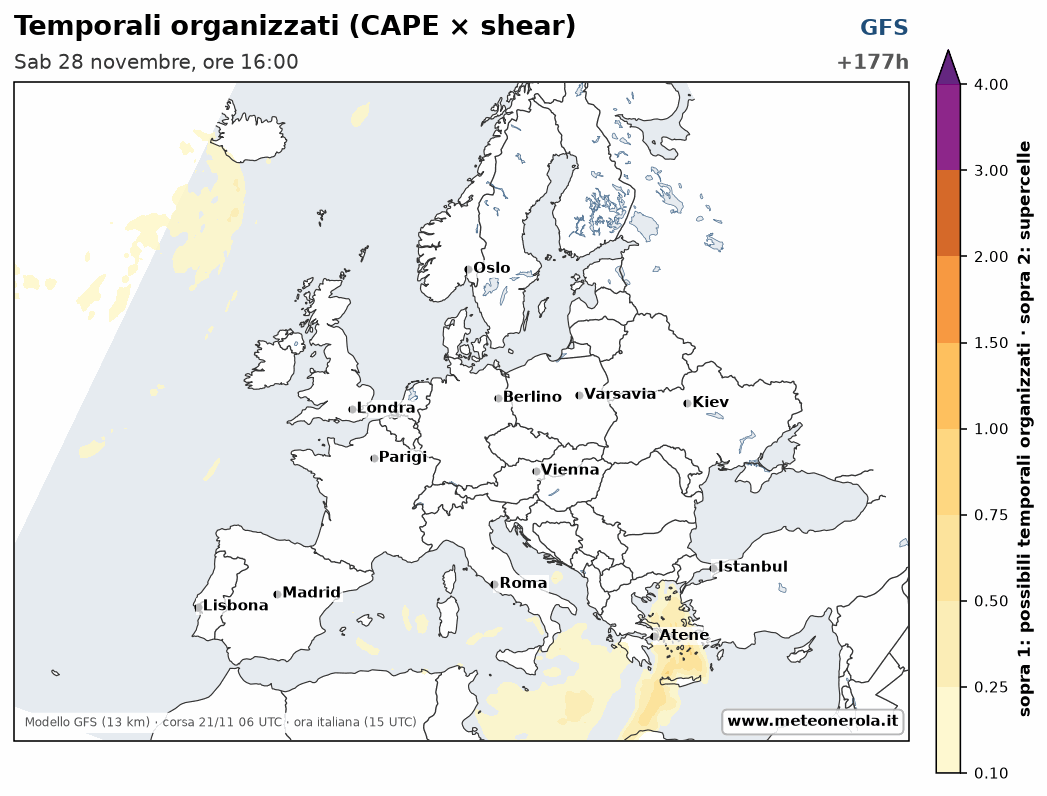 Temporali organizzati (CAPE × shear)
GFS
Sab 28 novembre, ore 16:00
+177h
4.00
3.00
2.00
1.50
1.00
0.75
0.50
0.25
0.10
sopra 1: possibili temporali organizzati · sopra 2: supercelle
Oslo
Berlino
Varsavia
Kiev
Londra
Parigi
Vienna
Istanbul
Roma
Madrid
Lisbona
Atene
Modello GFS (13 km) · corsa 21/11 06 UTC · ora italiana (15 UTC)
www.meteonerola.it